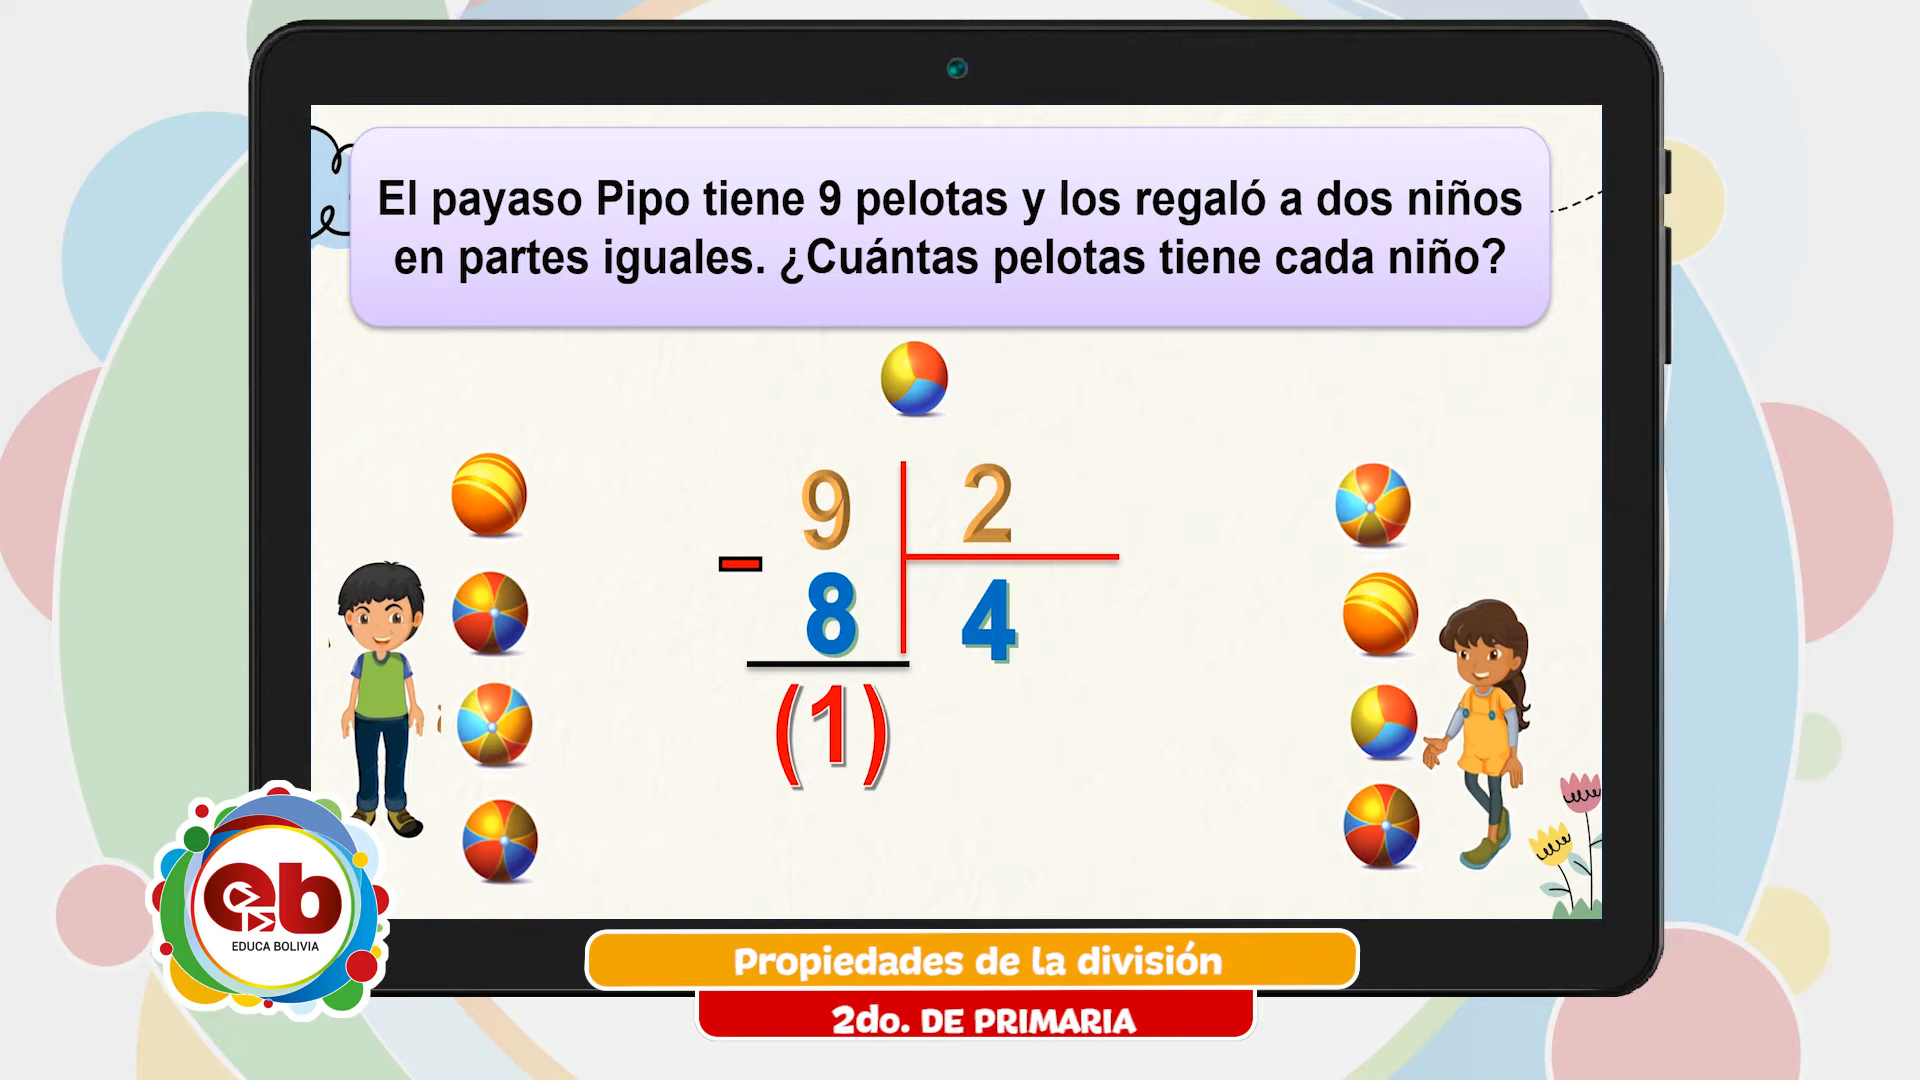 El payaso Pipo tiene 9 pelotas y los regaló a dos niños
en partes iguales. ¿Cuántas pelotas tiene cada niño?
9 2
- 8 4
(1)
eb
EDUCA BOLIVIA
Propiedades de la división
2do. DE PRIMARIA